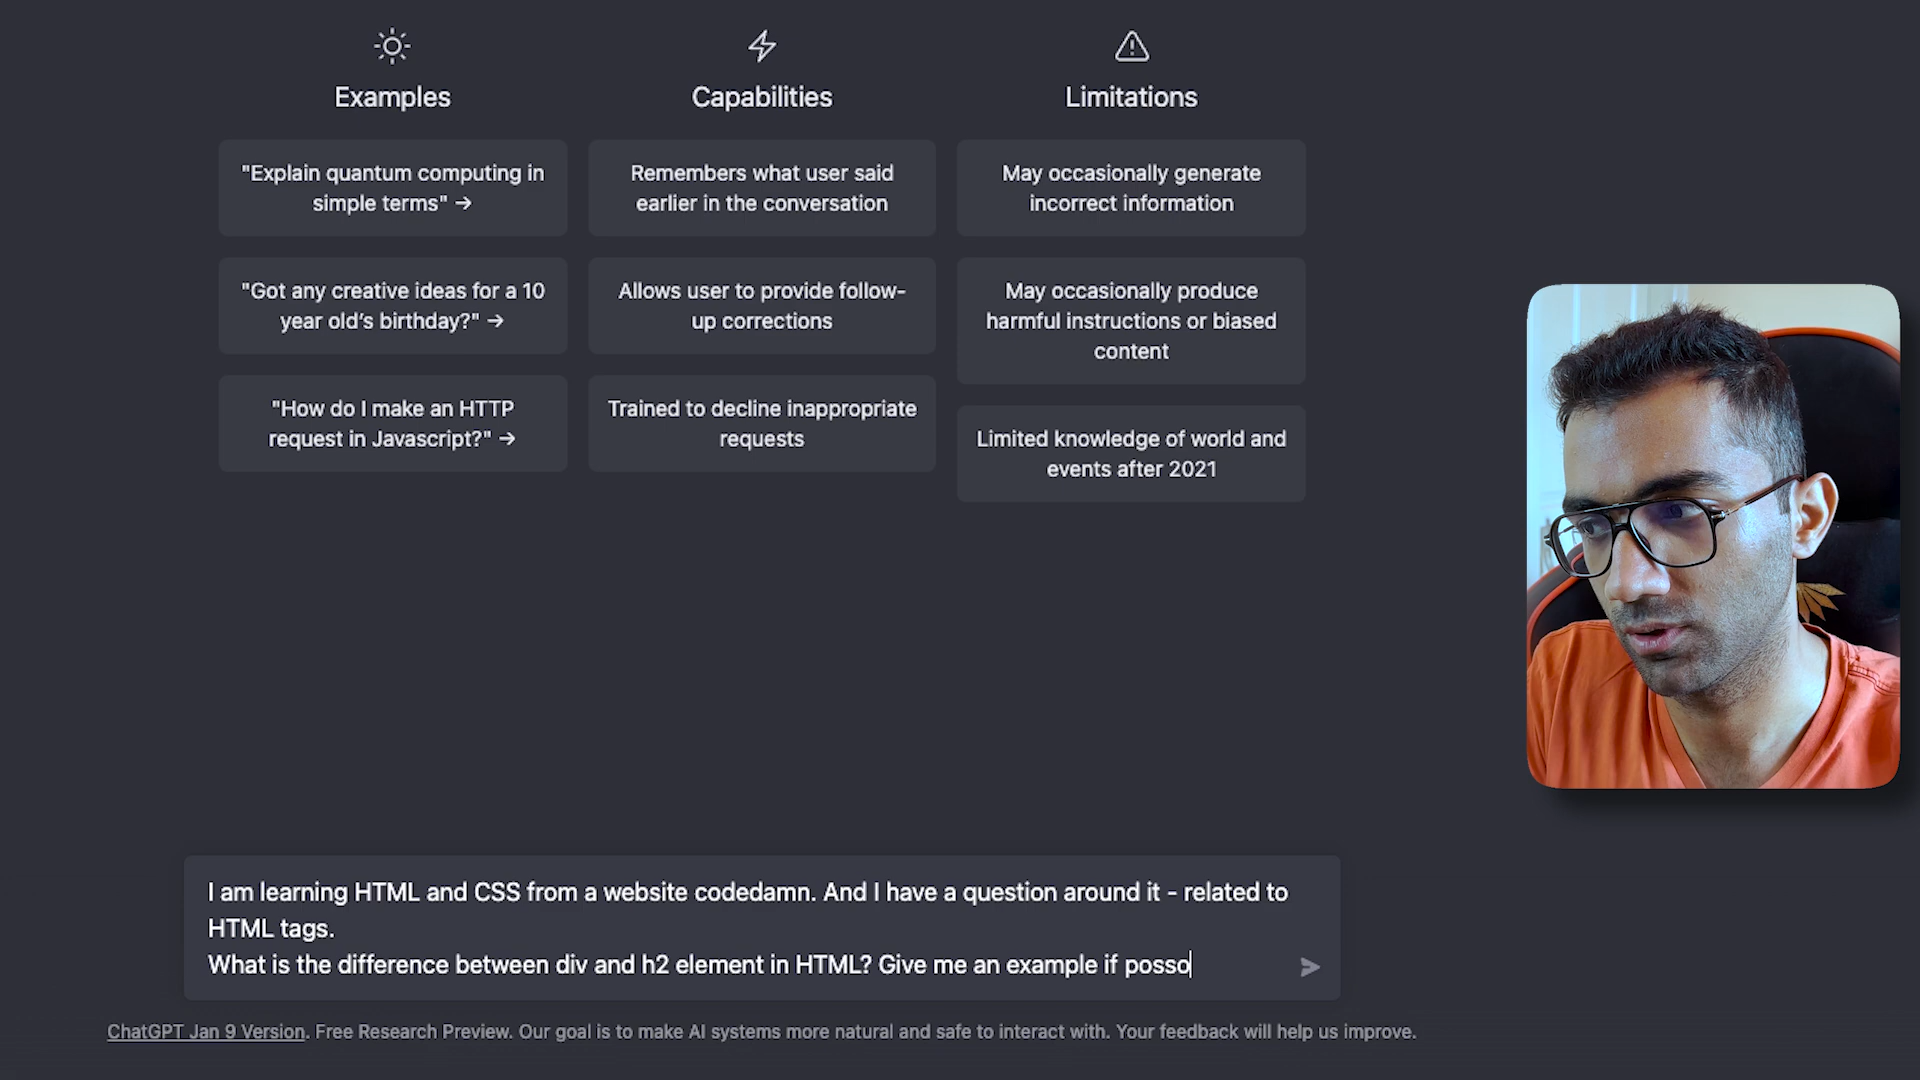 Examples
Capabilities
Limitations
"Explain quantum computing in
simple terms" →
Remembers what user said
earlier in the conversation
May occasionally generate
incorrect information
"Got any creative ideas for a 10
year old’s birthday?" →
Allows user to provide follow-
up corrections
May occasionally produce
harmful instructions or biased
content
"How do I make an HTTP
request in Javascript?" →
Trained to decline inappropriate
requests
Limited knowledge of world and
events after 2021
I am learning HTML and CSS from a website codedamn. And I have a question around it - related to
HTML tags.
What is the difference between div and h2 element in HTML? Give me an example if posso
ChatGPT Jan 9 Version. Free Research Preview. Our goal is to make AI systems more natural and safe to interact with. Your feedback will help us improve.